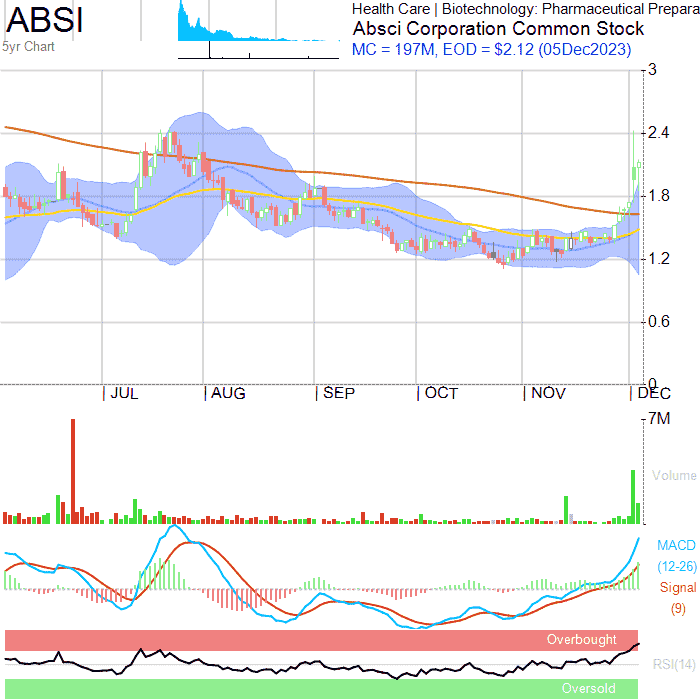 ABSI
5yr Chart
Health Care | Biotechnology: Pharmaceutical Prepara
Absci Corporation Common Stock
MC = 197M, EOD = $2.12 (05Dec2023)
3
2.4
1.8
1.2
0.6
0
JUL AUG SEP OCT NOV DEC
7M
Volume
MACD
(12-26)
Signal
(9)
Overbought
RSI(14)
Oversold